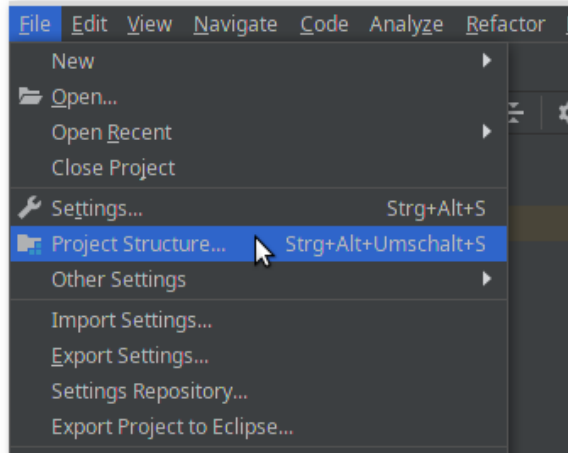 File Edit View Navigate Code Analyze Refactor
New
Open...
Open Recent
Close Project
Settings... Strg+Alt+S
Project Structure... Strg+Alt+Umschalt+S
Other Settings
Import Settings...
Export Settings...
Settings Repository...
Export Project to Eclipse...